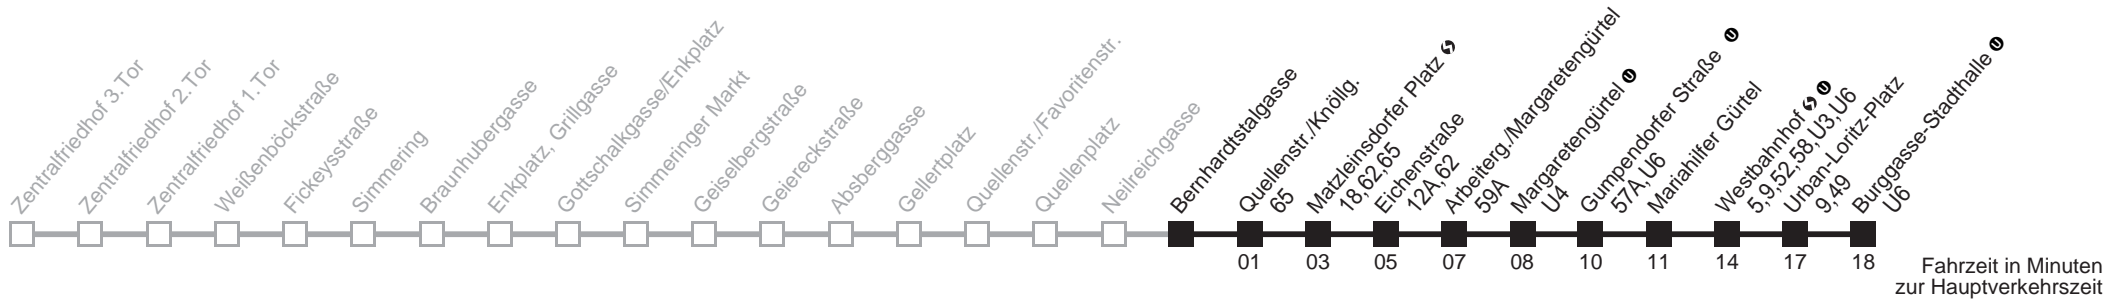 Zentralfriedhof 3.Tor
Zentralfriedhof 2.Tor
Zentralfriedhof 1.Tor
Weißenböckstraße
Fickeysstraße
Simmering
Braunhubergasse
Enkplatz, Grillgasse
Gottschalkgasse/Enkplatz
Simmeringer Markt
Geiselbergstraße
Geiereckstraße
Absberggasse
Gellertplatz
Quellenstr./Favoritenstr.
Quellenplatz
Neilreichgasse
Bernhardtstalgasse
Quellenstr./Knöllg.
65
Matzleinsdorfer Platz
18,62,65
Eichenstraße
12A,62
Arbeiterg./Margaretengürtel
59A
Margaretengürtel U
U4
Gumpendorfer Straße U
57A,U6
Mariahilfer Gürtel
Westbahnhof U
5,9,52,58,U3,U6
Urban-Loritz-Platz
9,49
Burggasse-Stadthalle U
U6
01 03 05 07 08 10 11 14 17 18
Fahrzeit in Minuten
zur Hauptverkehrszeit